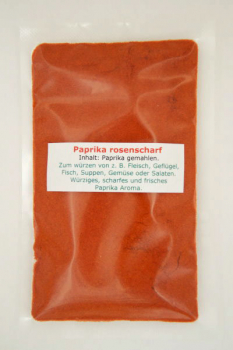 Paprika rosenscharf
Inhalt: Paprika gemahlen.
Zum würzen von z. B. Fleisch, Geflügel,
Fisch, Suppen, Gemüse oder Salaten.
Würziges, scharfes und frisches
Paprika Aroma.